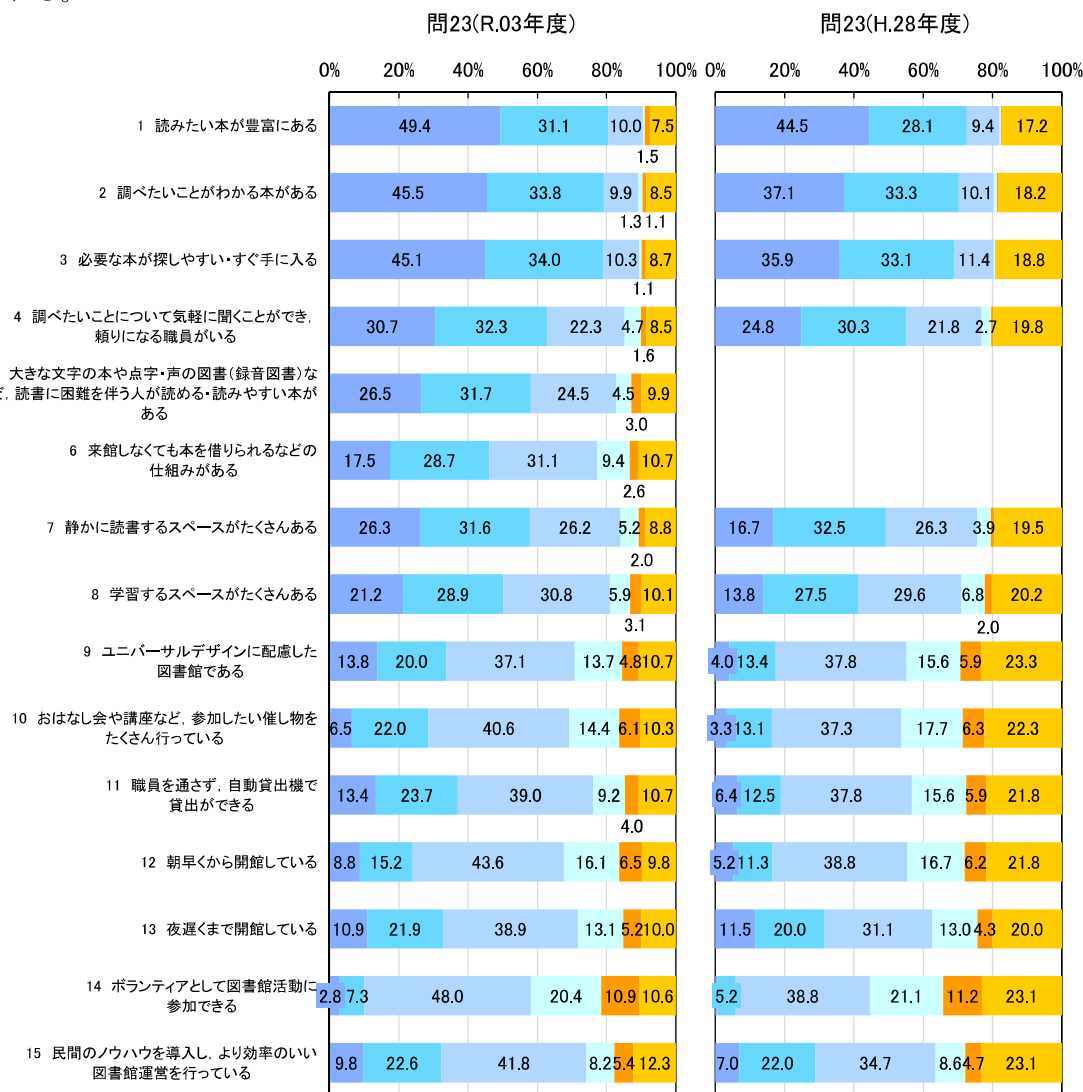 問23(R.03年度) 問23(H.28年度)
0% 20% 40% 60% 80% 100% 0% 20% 40% 60% 80% 100%
1 読みたい本が豊富にある 49.4 31.1 10.0 7.5 44.5 28.1 9.4 17.2
1.5
2 調べたいことがわかる本がある 45.5 33.8 9.9 8.5 37.1 33.3 10.1 18.2
1.3 1.1
3 必要な本が探しやすい・すぐ手に入る 45.1 34.0 10.3 8.7 35.9 33.1 11.4 18.8
1.1
4 調べたいことについて気軽に聞くことができ,
頼りになる職員がいる 30.7 32.3 22.3 4.7 8.5 24.8 30.3 21.8 2.7 19.8
1.6
大きな文字の本や点字・声の図書(録音図書)な
ど,読書に困難を伴う人が読める・読みやすい本が
ある 26.5 31.7 24.5 4.5 9.9
3.0
6 来館しなくても本を借りられるなどの
仕組みがある 17.5 28.7 31.1 9.4 10.7
2.6
7 静かに読書するスペースがたくさんある 26.3 31.6 26.2 5.2 8.8 16.7 32.5 26.3 3.9 19.5
2.0
8 学習するスペースがたくさんある 21.2 28.9 30.8 5.9 10.1 13.8 27.5 29.6 6.8 20.2
3.1 2.0
9 ユニバーサルデザインに配慮した
図書館である 13.8 20.0 37.1 13.7 4.8 10.7 4.0 13.4 37.8 15.6 5.9 23.3
10 おはなし会や講座など,参加したい催し物を
たくさん行っている 6.5 22.0 40.6 14.4 6.1 10.3 3.3 13.1 37.3 17.7 6.3 22.3
11 職員を通さず,自動貸出機で
貸出ができる 13.4 23.7 39.0 9.2 10.7 6.4 12.5 37.8 15.6 5.9 21.8
4.0
12 朝早くから開館している 8.8 15.2 43.6 16.1 6.5 9.8 5.2 11.3 38.8 16.7 6.2 21.8
13 夜遅くまで開館している 10.9 21.9 38.9 13.1 5.2 10.0 11.5 20.0 31.1 13.0 4.3 20.0
14 ボランティアとして図書館活動に
参加できる 2.8 7.3 48.0 20.4 10.9 10.6 5.2 38.8 21.1 11.2 23.1
15 民間のノウハウを導入し,より効率のいい
図書館運営を行っている 9.8 22.6 41.8 8.2 5.4 12.3 7.0 22.0 34.7 8.6 4.7 23.1